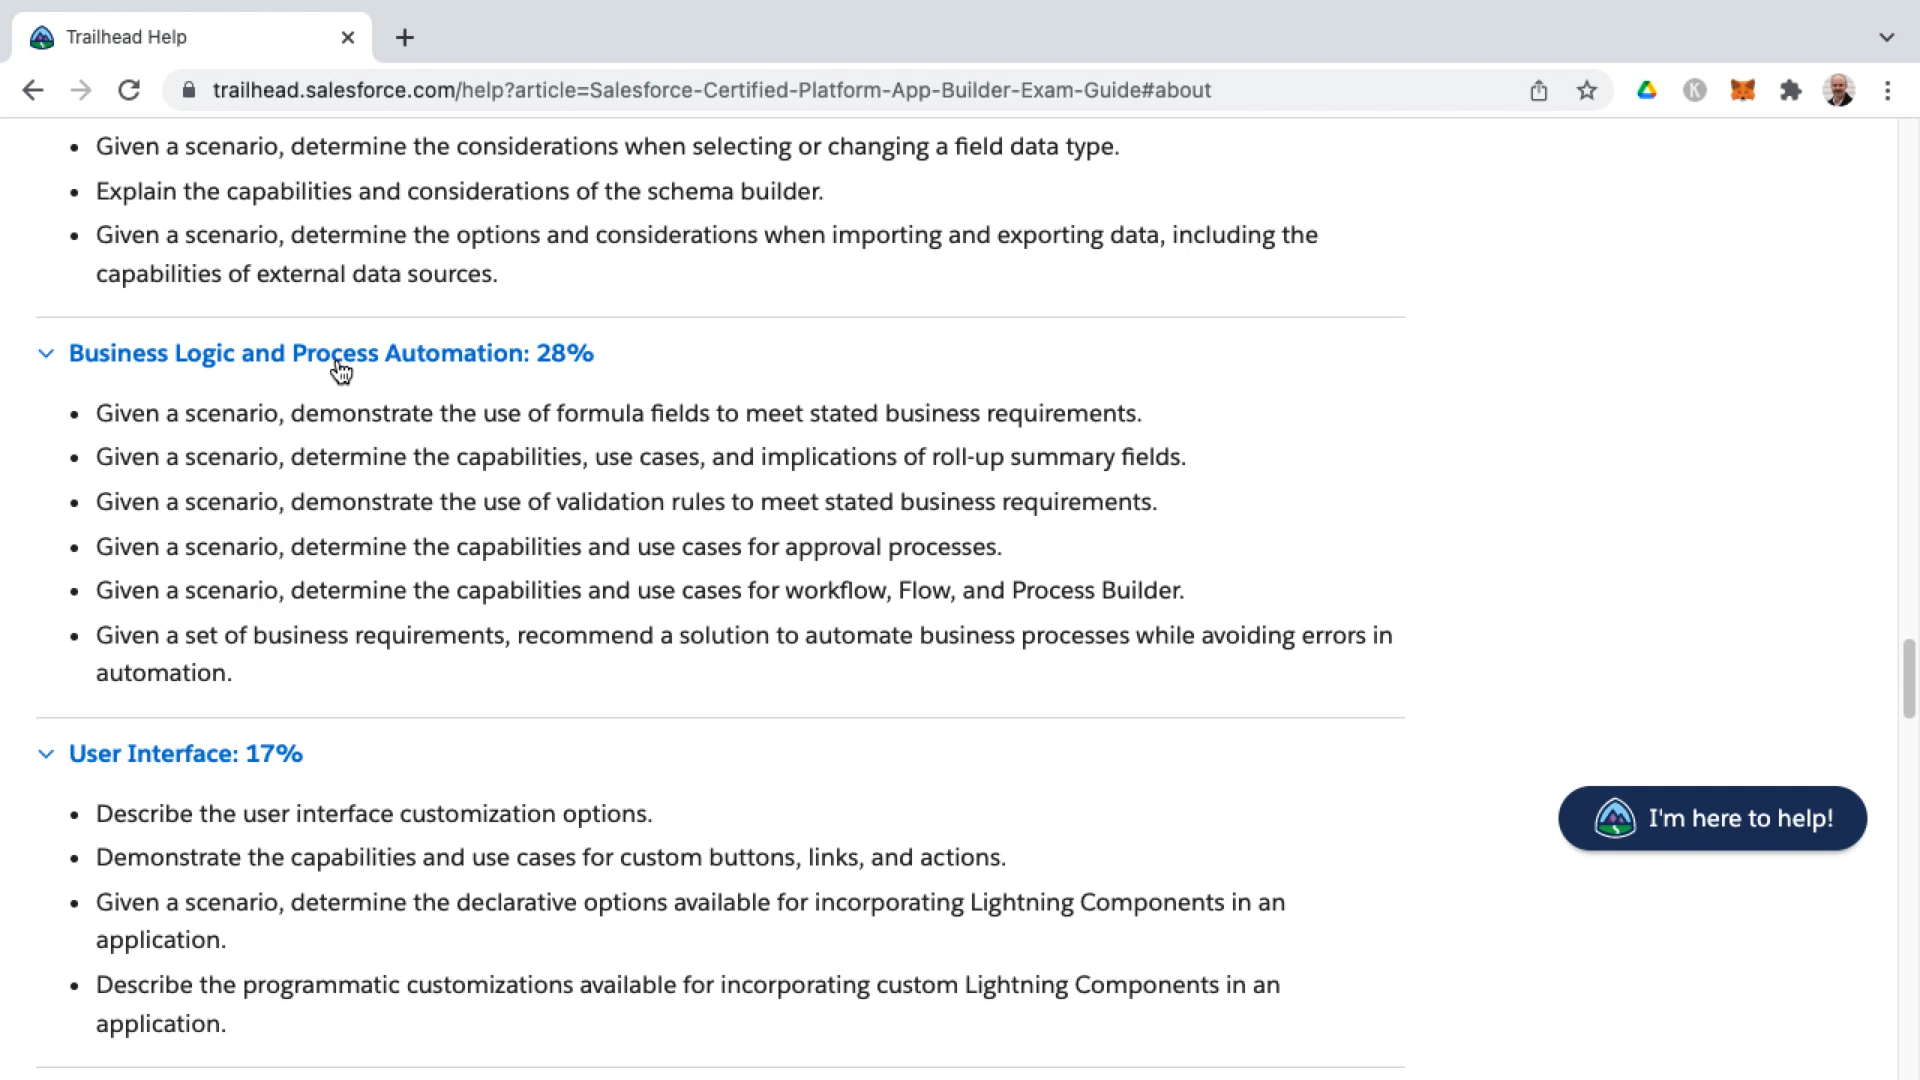 Trailhead Help
trailhead.salesforce.com/help?article=Salesforce-Certified-Platform-App-Builder-Exam-Guide#about
K
• Given a scenario, determine the considerations when selecting or changing a field data type.
• Explain the capabilities and considerations of the schema builder.
• Given a scenario, determine the options and considerations when importing and exporting data, including the
capabilities of external data sources.
Business Logic and Process Automation: 28%
• Given a scenario, demonstrate the use of formula fields to meet stated business requirements.
• Given a scenario, determine the capabilities, use cases, and implications of roll-up summary fields.
• Given a scenario, demonstrate the use of validation rules to meet stated business requirements.
• Given a scenario, determine the capabilities and use cases for approval processes.
• Given a scenario, determine the capabilities and use cases for workflow, Flow, and Process Builder.
• Given a set of business requirements, recommend a solution to automate business processes while avoiding errors in
automation.
User Interface: 17%
• Describe the user interface customization options.
• Demonstrate the capabilities and use cases for custom buttons, links, and actions.
• Given a scenario, determine the declarative options available for incorporating Lightning Components in an
application.
• Describe the programmatic customizations available for incorporating custom Lightning Components in an
application.
I'm here to help!